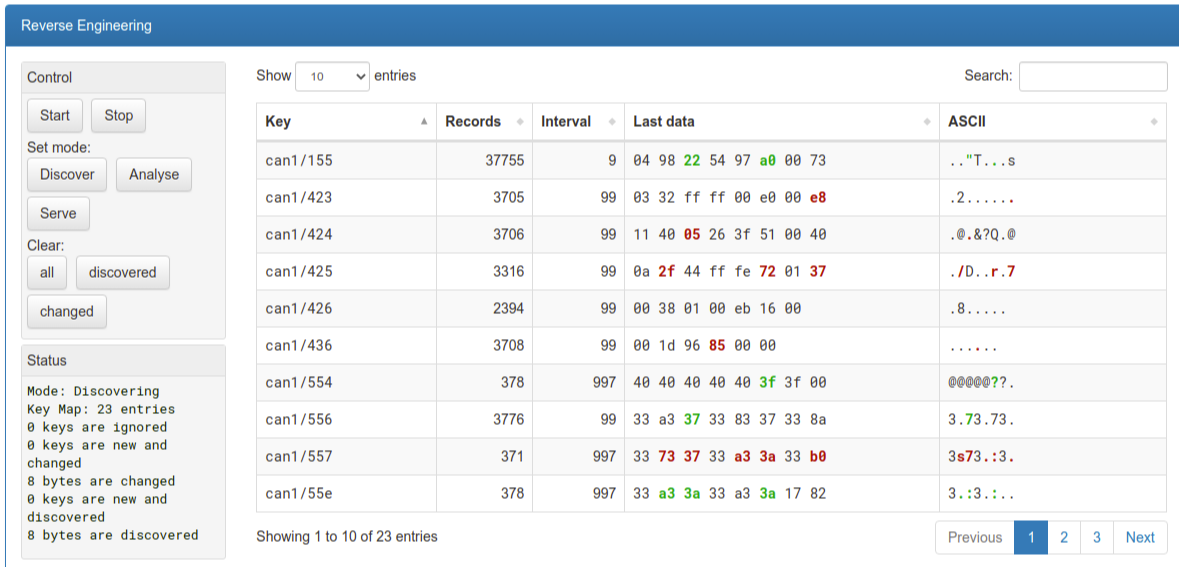 Reverse Engineering
Control
Start Stop
Set mode:
Discover Analyse
Serve
Clear:
all discovered
changed
Status
Mode: Discovering
Key Map: 23 entries
0 keys are ignored
0 keys are new and
changed
8 bytes are changed
0 keys are new and
discovered
8 bytes are discovered
Show 10 entries Search:
Key Records Interval Last data ASCII
can1/155 37755 9 04 98 22 54 97 a0 00 73 .."T...s
can1/423 3705 99 03 32 ff ff 00 e0 00 e8 .2......
can1/424 3706 99 11 40 05 26 3f 51 00 40 .@.&?Q.@
can1/425 3316 99 0a 2f 44 ff fe 72 01 37 ./D..r.7
can1/426 2394 99 00 38 01 00 eb 16 00 .8.....
can1/436 3708 99 00 1d 96 85 00 00 ......
can1/554 378 997 40 40 40 40 40 3f 3f 00 @@@@@??.
can1/556 3776 99 33 a3 37 33 83 37 33 8a 3.73.73.
can1/557 371 997 33 73 37 33 a3 3a 33 b0 3s73.:3.
can1/55e 378 997 33 a3 3a 33 a3 3a 17 82 3.:3.:..
Showing 1 to 10 of 23 entries Previous 1 2 3 Next